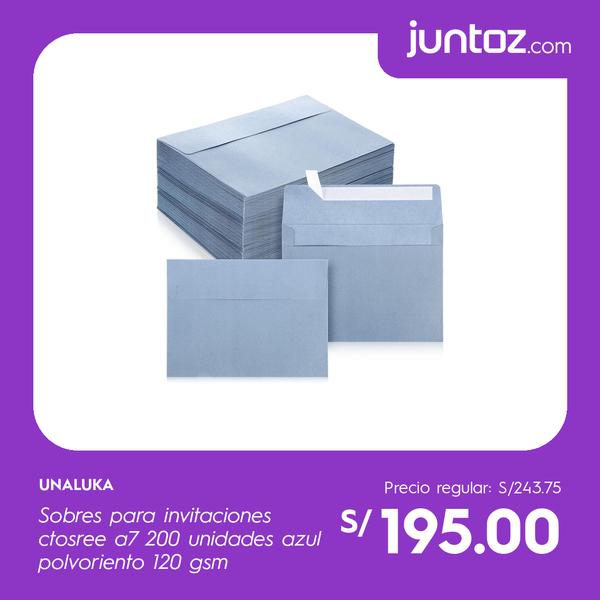 juntoz.com
UNALUKA
Sobres para invitaciones
ctosree a7 200 unidades azul
polvoriento 120 gsm
Precio regular: S/243.75
S/195.00